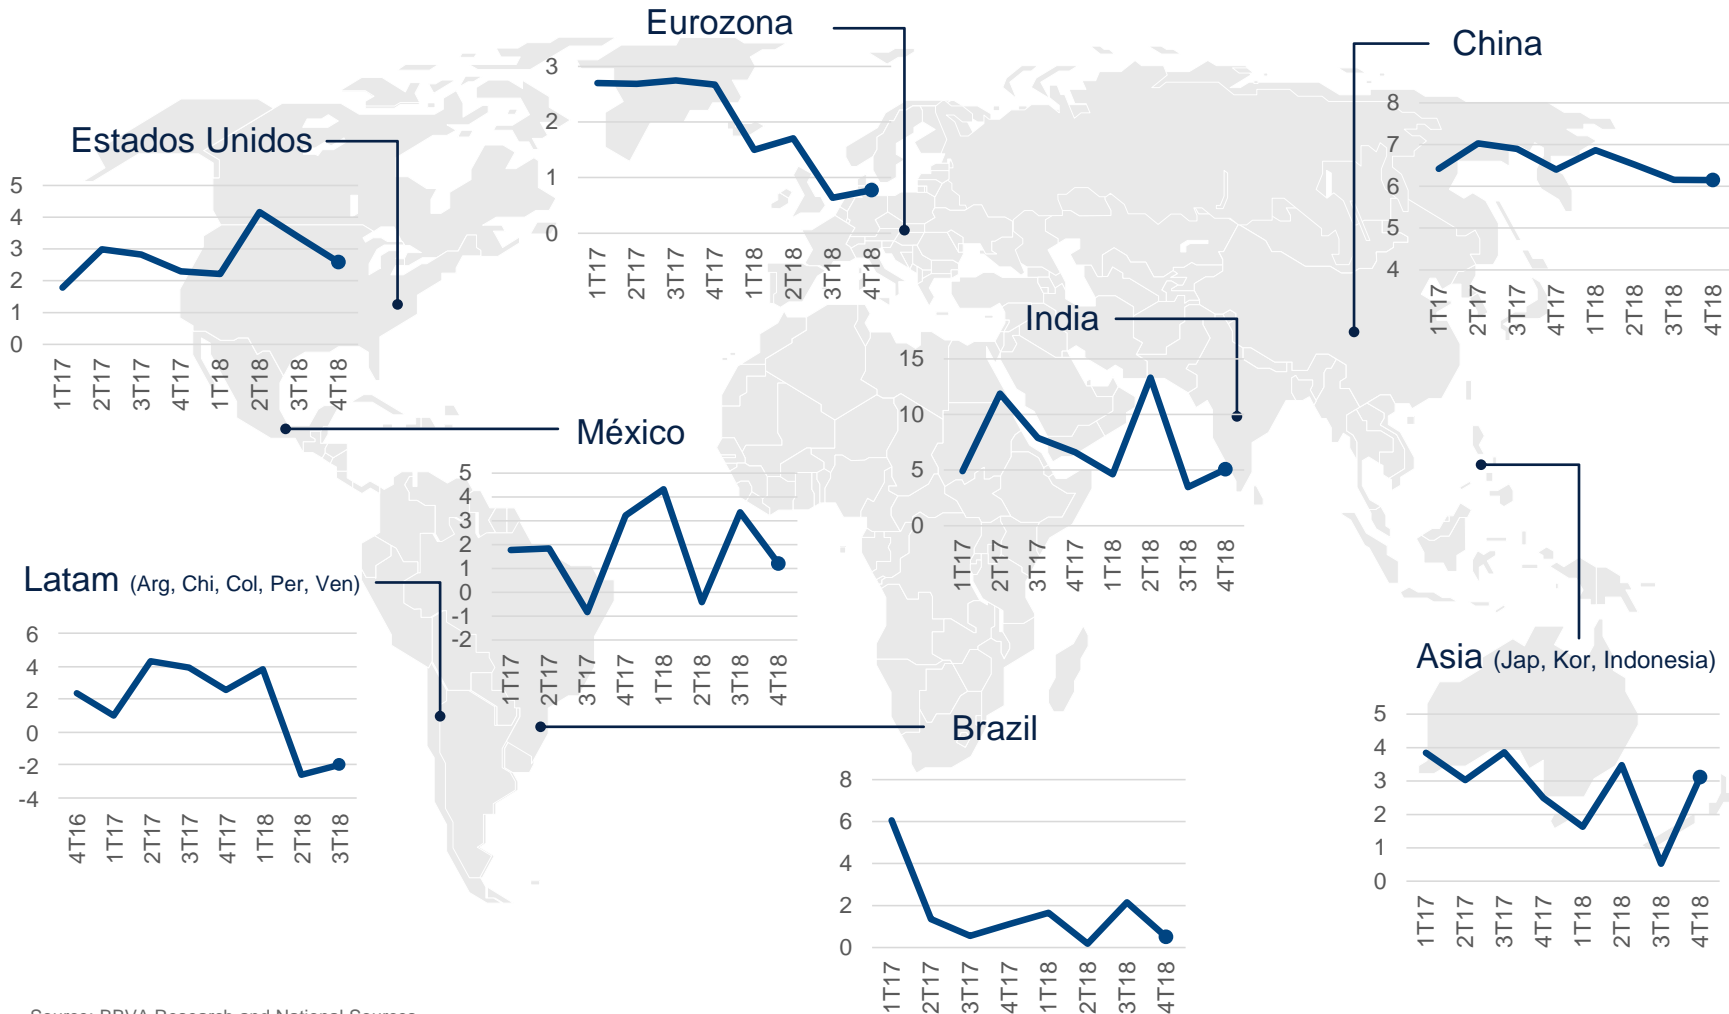 Eurozona
3
2
1
0
1T17
2T17
3T17
4T17
1T18
2T18
3T18
4T18
China
8
7
6
5
4
1T17
2T17
3T17
4T17
1T18
2T18
3T18
4T18
Estados Unidos
5
4
3
2
1
0
1T17
2T17
3T17
4T17
1T18
2T18
3T18
4T18
India
15
10
5
0
1T17
2T17
3T17
4T17
1T18
2T18
3T18
4T18
México
5
4
3
2
1
0
-1
-2
1T17
2T17
3T17
4T17
1T18
2T18
3T18
4T18
Latam (Arg, Chi, Col, Per, Ven)
6
4
2
0
-2
-4
4T16
1T17
2T17
3T17
4T17
1T18
2T18
3T18
Asia (Jap, Kor, Indonesia)
5
4
3
2
1
0
1T17
2T17
3T17
4T17
1T18
2T18
3T18
4T18
Brazil
8
6
4
2
0
1T17
2T17
3T17
4T17
1T18
2T18
3T18
4T18
Source: BBVA Research and National Sources